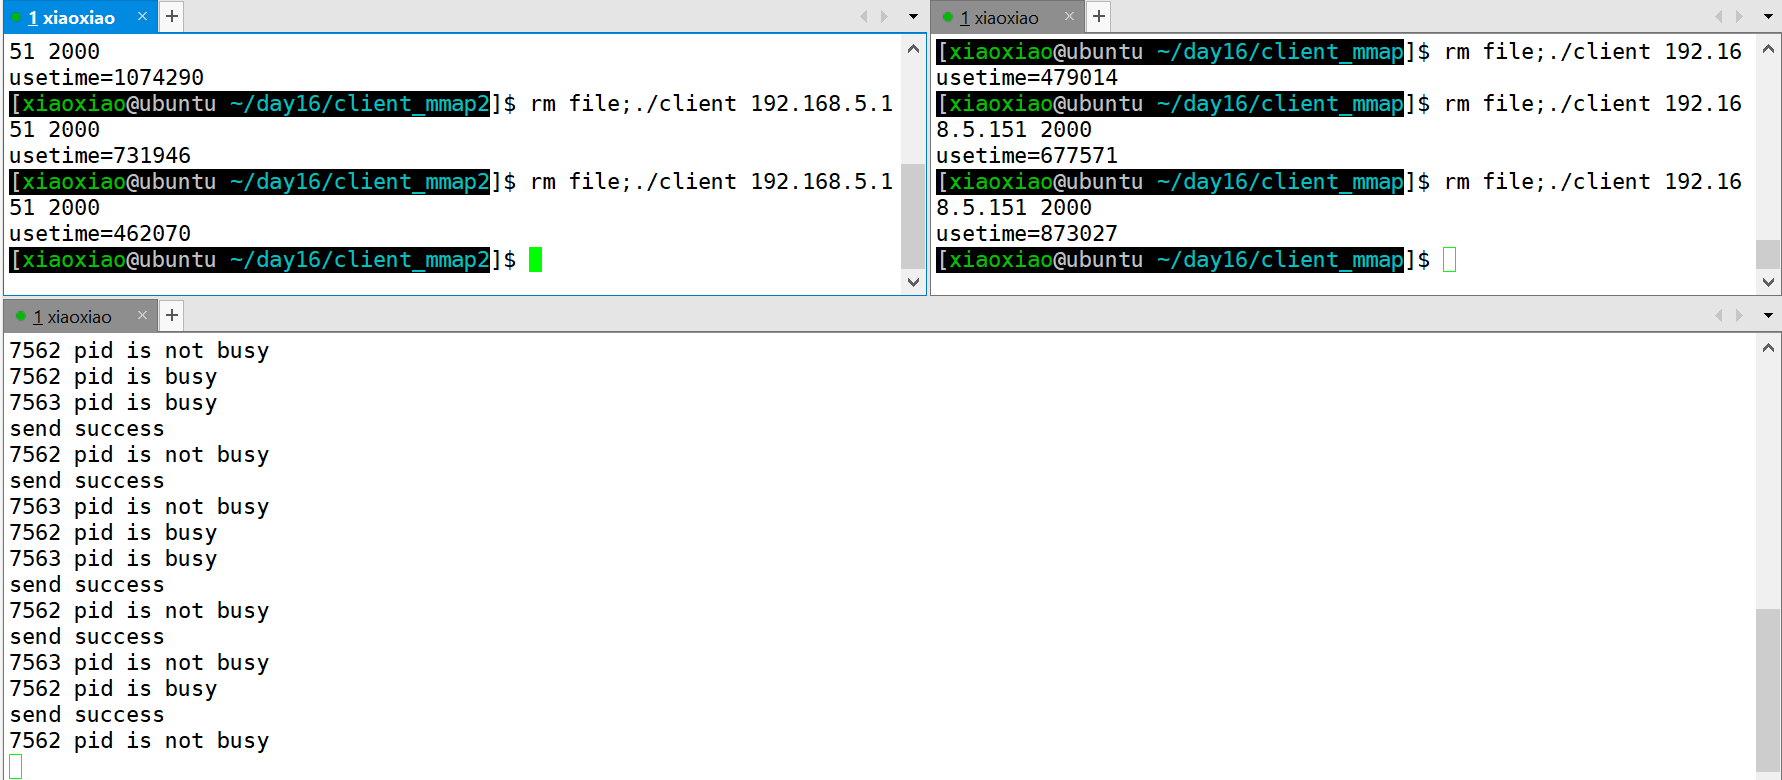 1 xiaoxiao × +
51 2000
usetime=1074290
[xiaoxiao@ubuntu ~/day16/client_mmap2]$ rm file;./client 192.168.5.1
51 2000
usetime=731946
[xiaoxiao@ubuntu ~/day16/client_mmap2]$ rm file;./client 192.168.5.1
51 2000
usetime=462070
[xiaoxiao@ubuntu ~/day16/client_mmap2]$
1 xiaoxiao × +
[xiaoxiao@ubuntu ~/day16/client_mmap]$ rm file;./client 192.16
usetime=479014
[xiaoxiao@ubuntu ~/day16/client_mmap]$ rm file;./client 192.16
8.5.151 2000
usetime=677571
[xiaoxiao@ubuntu ~/day16/client_mmap]$ rm file;./client 192.16
8.5.151 2000
usetime=873027
[xiaoxiao@ubuntu ~/day16/client_mmap]$
1 xiaoxiao × +
7562 pid is not busy
7562 pid is busy
7563 pid is busy
send success
7562 pid is not busy
send success
7563 pid is not busy
7562 pid is busy
7563 pid is busy
send success
7562 pid is not busy
send success
7563 pid is not busy
7562 pid is busy
send success
7562 pid is not busy